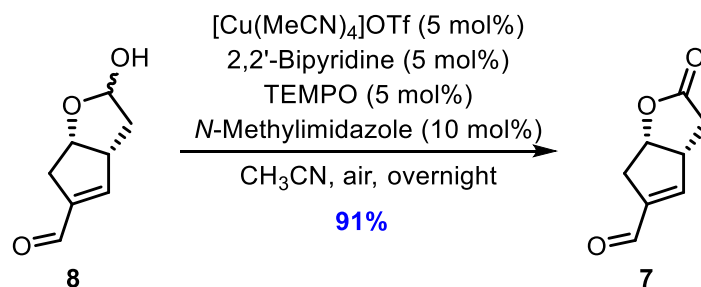 [Cu(MeCN)4]OTf (5 mol%)
2,2'-Bipyridine (5 mol%)
TEMPO (5 mol%)
N-Methylimidazole (10 mol%)
CH3CN, air, overnight
91%
OH
O
O
8
O
O
O
7